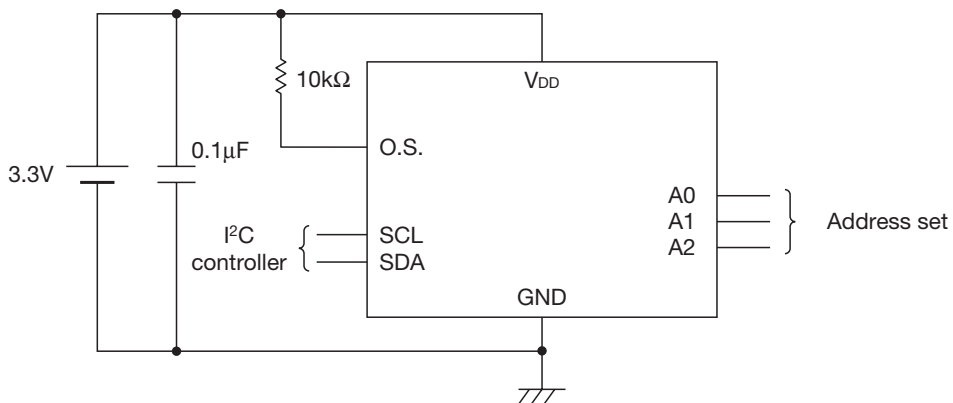 VDD
10kΩ
O.S.
0.1μF
3.3V
A0
A1
A2
Address set
I²C
controller
SCL
SDA
GND